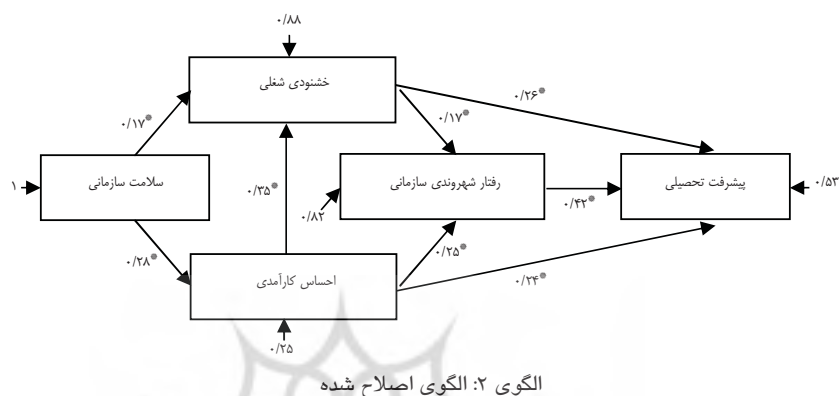 ۰/۸۸
خشنودی شغلی
۰/۲۶*
۰/۱۷*
۰/۱۷*
سلامت سازمانی
۱
رفتار شهروندی سازمانی
پیشرفت تحصیلی
۰/۵۳
۰/۳۵*
۰/۸۲
۰/۴۲*
۰/۲۸*
احساس کارآمدی
۰/۲۵*
۰/۲۴*
۰/۲۵
الگوی ۲: الگوی اصلاح شده